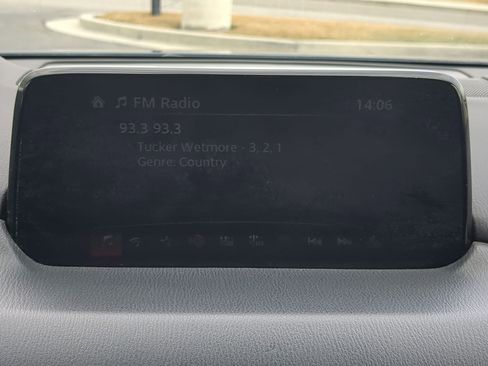 FM Radio 14:06
93.3 93.3
Tucker Wetmore - 3, 2, 1
Genre: Country